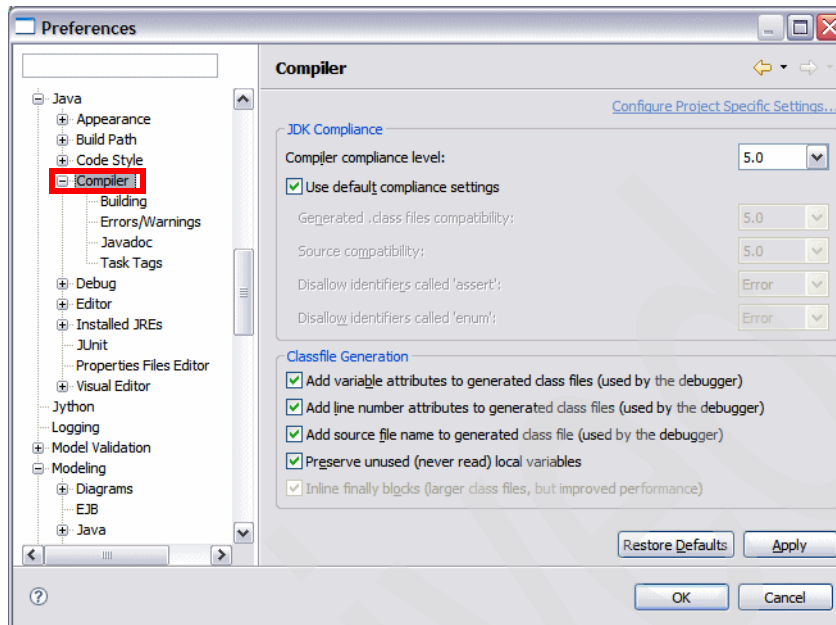 Preferences
Java
Appearance
Build Path
Code Style
Compiler
Building
Errors/Warnings
Javadoc
Task Tags
Debug
Editor
Installed JREs
JUnit
Properties Files Editor
Visual Editor
Jython
Logging
Model Validation
Modeling
Diagrams
EJB
Java
Compiler
Configure Project Specific Settings...
JDK Compliance
Compiler compliance level: 5.0
Use default compliance settings
Generated .class files compatibility: 5.0
Source compatibility: 5.0
Disallow identifiers called 'assert': Error
Disallow identifiers called 'enum': Error
Classfile Generation
Add variable attributes to generated class files (used by the debugger)
Add line number attributes to generated class files (used by the debugger)
Add source file name to generated class file (used by the debugger)
Preserve unused (never read) local variables
Inline finally blocks (larger class files, but improved performance)
Restore Defaults Apply
? OK Cancel